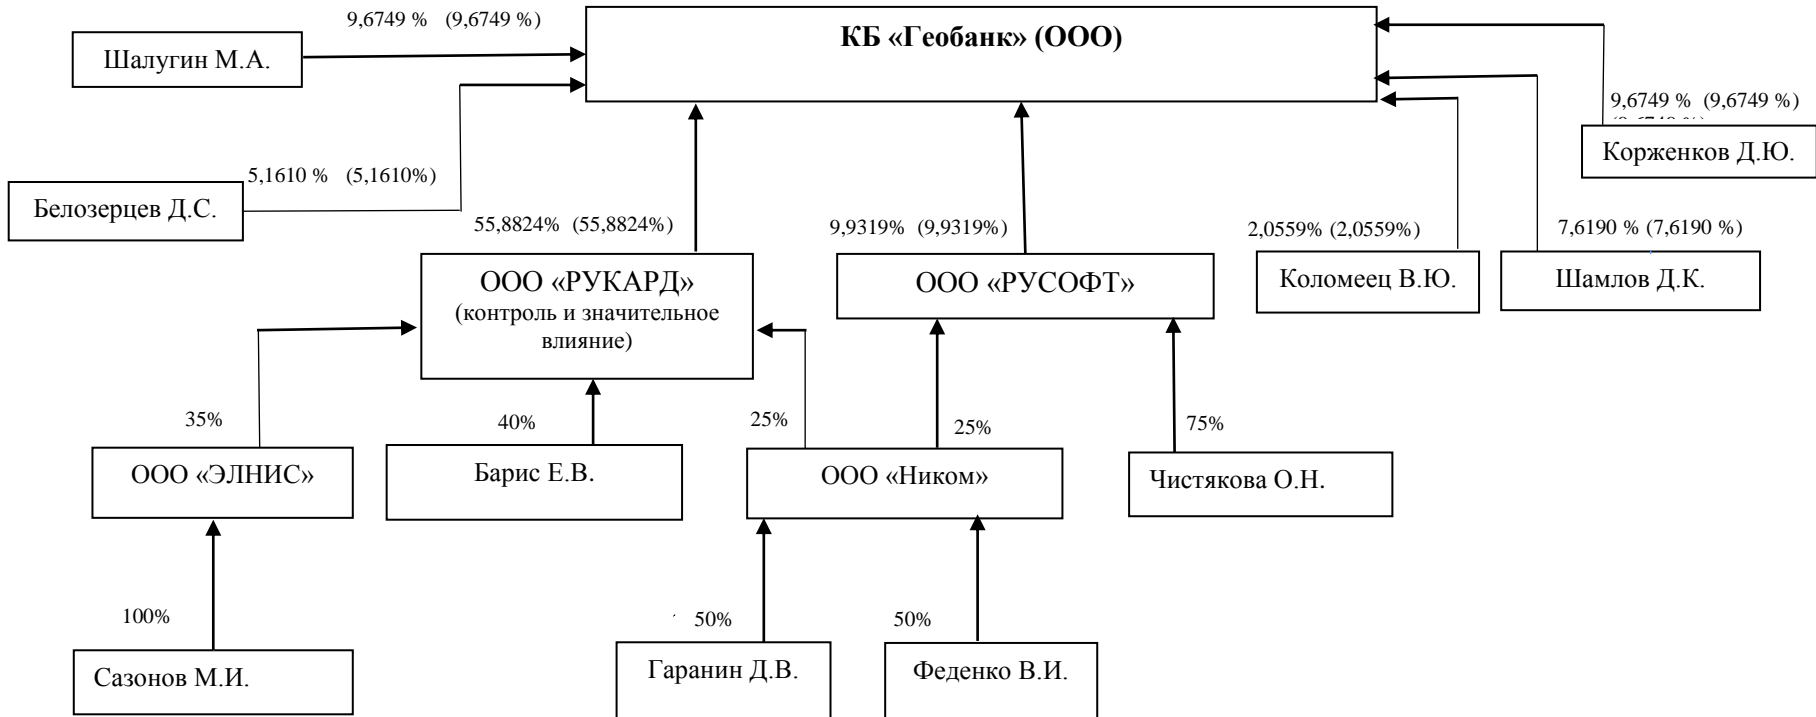 9,6749 % (9,6749 %)
КБ «Геобанк» (ООО)
Шалугин М.А.
9,6749 % (9,6749 %)
Корженков Д.Ю.
5,1610 % (5,1610%)
Белозерцев Д.С.
55,8824% (55,8824%)
9,9319% (9,9319%)
2,0559% (2,0559%)
7,6190 % (7,6190 %)
ООО «РУКАРД»
(контроль и значительное
влияние)
ООО «РУСОФТ»
Коломеец В.Ю.
Шамлов Д.К.
35%
40%
25%
25%
75%
ООО «ЭЛНИС»
Барис Е.В.
ООО «Ником»
Чистякова О.Н.
100%
50%
50%
Сазонов М.И.
Гаранин Д.В.
Феденко В.И.